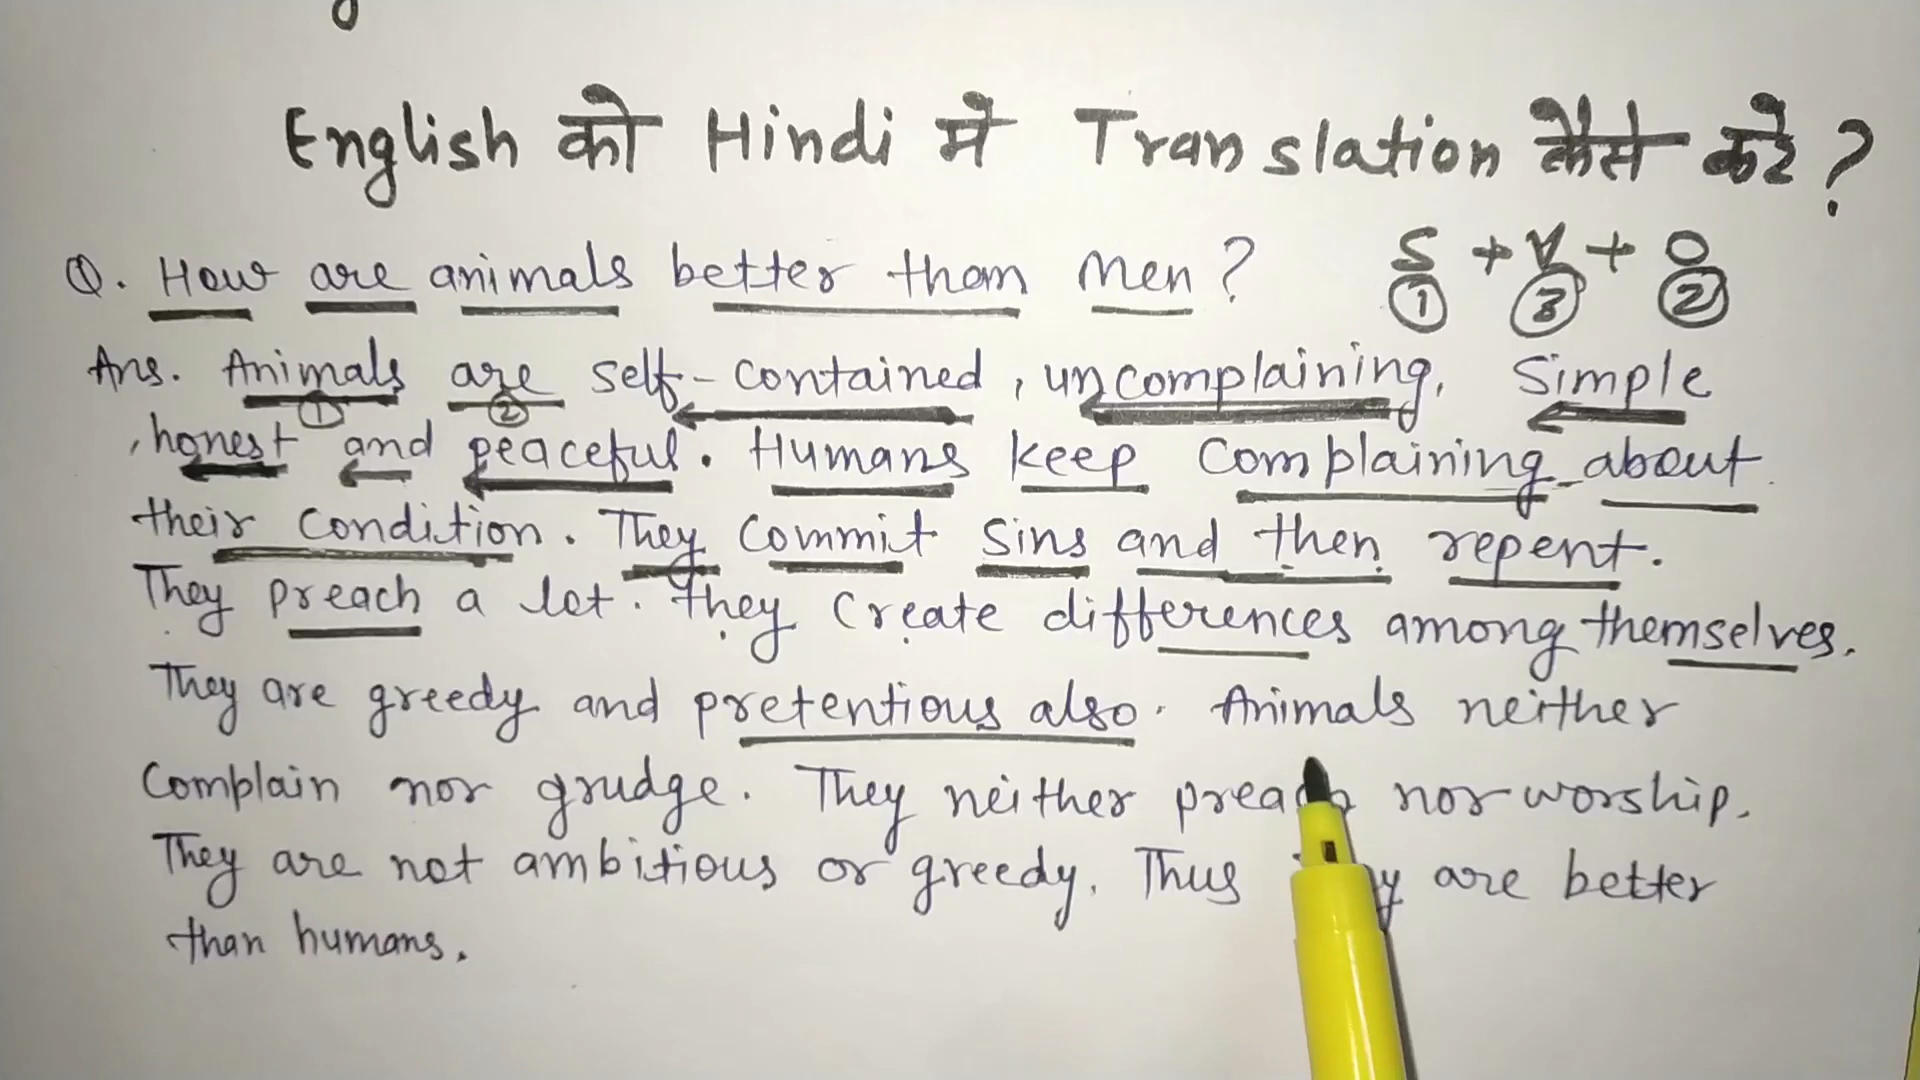 English को Hindi मे Translation कैसे करे ?
Q. How are animals better than men ? S + V + O
1 3 2
Ans. Animals are self-contained, uncomplaining, Simple
1 2
, honest and peaceful. Humans keep Complaining about
their Condition. They Commit Sins and then repent.
They preach a lot. They Create differences among themselves.
They are greedy and pretentious also. Animals neither
Complain nor grudge. They neither nor worship.
They are not ambitious or greedy. Thus are better
than humans.